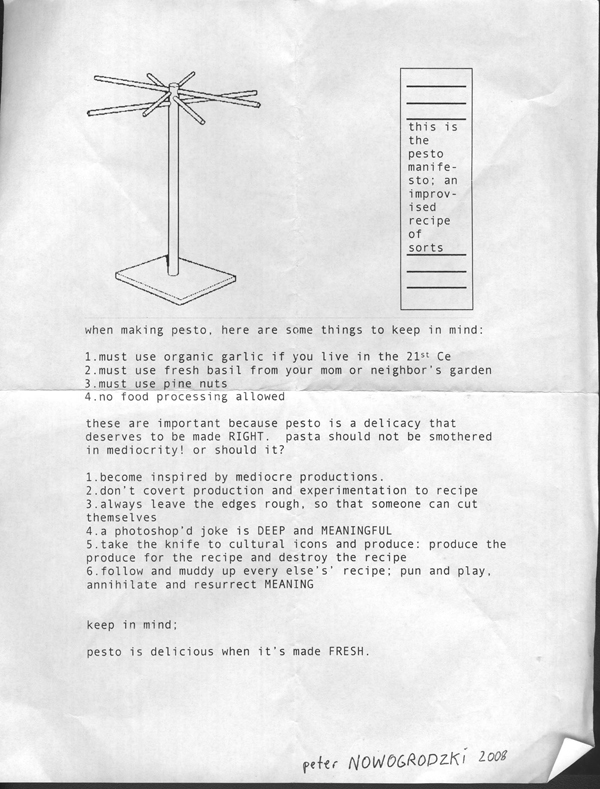 this is
the
pesto
manife-
sto; an
improv-
ised
recipe
of
sorts
when making pesto, here are some things to keep in mind:
1.must use organic garlic if you live in the 21st Ce
2.must use fresh basil from your mom or neighbor's garden
3.must use pine nuts
4.no food processing allowed
these are important because pesto is a delicacy that
deserves to be made RIGHT. pasta should not be smothered
in mediocrity! or should it?
1.become inspired by mediocre productions.
2.don't covert production and experimentation to recipe
3.always leave the edges rough, so that someone can cut
themselves
4.a photoshop'd joke is DEEP and MEANINGFUL
5.take the knife to cultural icons and produce: produce the
produce for the recipe and destroy the recipe
6.follow and muddy up every else's' recipe; pun and play,
annihilate and resurrect MEANING
keep in mind;
pesto is delicious when it's made FRESH.
peter NOWOGRODZKi 2008